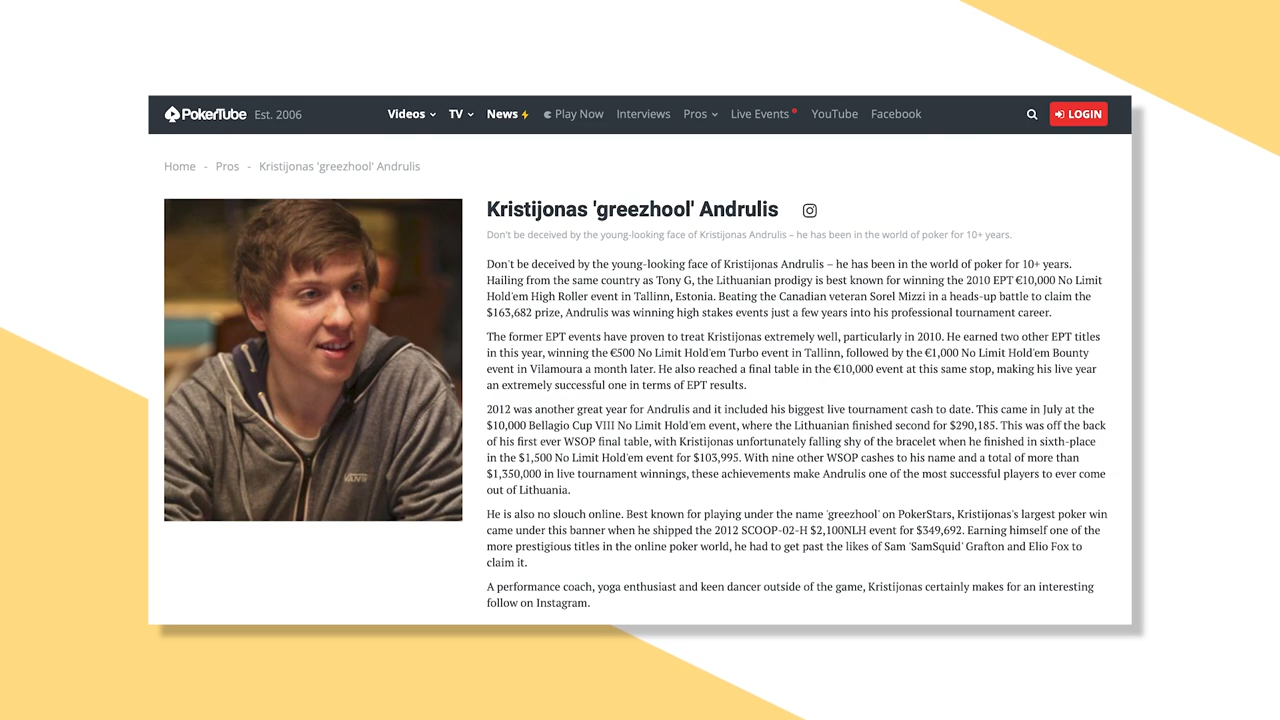 PokerTube Est. 2006 Videos TV News Play Now Interviews Pros Live Events YouTube Facebook LOGIN
Home - Pros - Kristijonas 'greezhool' Andrulis
Kristijonas 'greezhool' Andrulis
Don't be deceived by the young-looking face of Kristijonas Andrulis – he has been in the world of poker for 10+ years.
Don't be deceived by the young-looking face of Kristijonas Andrulis – he has been in the world of poker for 10+ years.
Hailing from the same country as Tony G, the Lithuanian prodigy is best known for winning the 2010 EPT €10,000 No Limit
Hold'em High Roller event in Tallinn, Estonia. Beating the Canadian veteran Sorel Mizzi in a heads-up battle to claim the
$163,682 prize, Andrulis was winning high stakes events just a few years into his professional tournament career.
The former EPT events have proven to treat Kristijonas extremely well, particularly in 2010. He earned two other EPT titles
in this year, winning the €500 No Limit Hold'em Turbo event in Tallinn, followed by the €1,000 No Limit Hold'em Bounty
event in Vilamoura a month later. He also reached a final table in the €10,000 event at this same stop, making his live year
an extremely successful one in terms of EPT results.
2012 was another great year for Andrulis and it included his biggest live tournament cash to date. This came in July at the
$10,000 Bellagio Cup VIII No Limit Hold'em event, where the Lithuanian finished second for $290,185. This was off the back
of his first ever WSOP final table, with Kristijonas unfortunately falling shy of the bracelet when he finished in sixth-place
in the $1,500 No Limit Hold'em event for $103,995. With nine other WSOP cashes to his name and a total of more than
$1,350,000 in live tournament winnings, these achievements make Andrulis one of the most successful players to ever come
out of Lithuania.
He is also no slouch online. Best known for playing under the name 'greezhool' on PokerStars, Kristijonas's largest poker win
came under this banner when he shipped the 2012 SCOOP-02-H $2,100NLH event for $349,692. Earning himself one of the
more prestigious titles in the online poker world, he had to get past the likes of Sam 'SamSquid' Grafton and Elio Fox to
claim it.
A performance coach, yoga enthusiast and keen dancer outside of the game, Kristijonas certainly makes for an interesting
follow on Instagram.
VANS